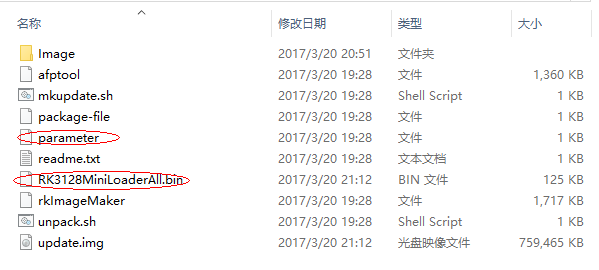 名称 修改日期 类型 大小
Image 2017/3/20 20:51 文件夹
afptool 2017/3/20 19:28 文件 1,360 KB
mkupdate.sh 2017/3/20 19:28 Shell Script 1 KB
package-file 2017/3/20 19:28 文件 1 KB
parameter 2017/3/20 19:28 文件 1 KB
readme.txt 2017/3/20 19:28 文本文档 1 KB
RK3128MiniLoaderAll.bin 2017/3/20 21:12 BIN 文件 125 KB
rkImageMaker 2017/3/20 19:28 文件 1,717 KB
unpack.sh 2017/3/20 19:28 Shell Script 1 KB
update.img 2017/3/20 21:12 光盘映像文件 759,465 KB